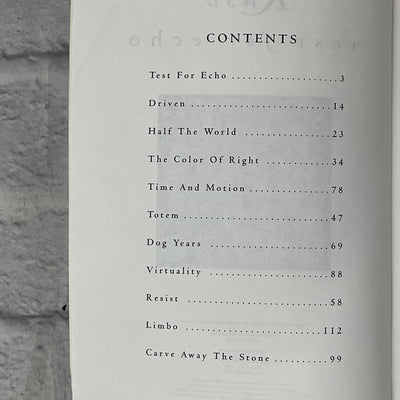 CONTENTS
Test For Echo ................... 3
Driven ......................... 14
Half The World ................ 23
The Color Of Right ........... 34
Time And Motion .............. 78
Totem .......................... 47
Dog Years ..................... 69
Virtuality ...................... 88
Resist .......................... 58
Limbo ......................... 112
Carve Away The Stone .......... 99